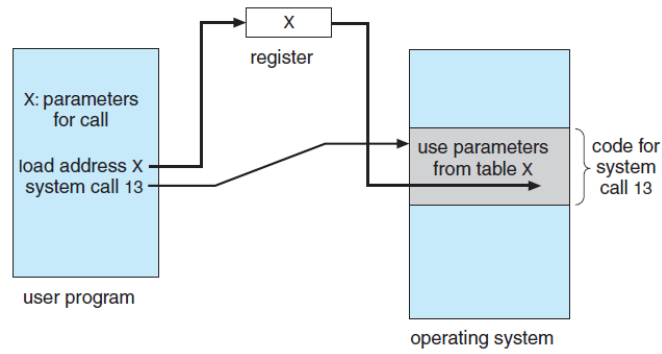 X
register
X: parameters
for call
load address X
system call 13
user program
use parameters
from table X
code for
system
call 13
operating system